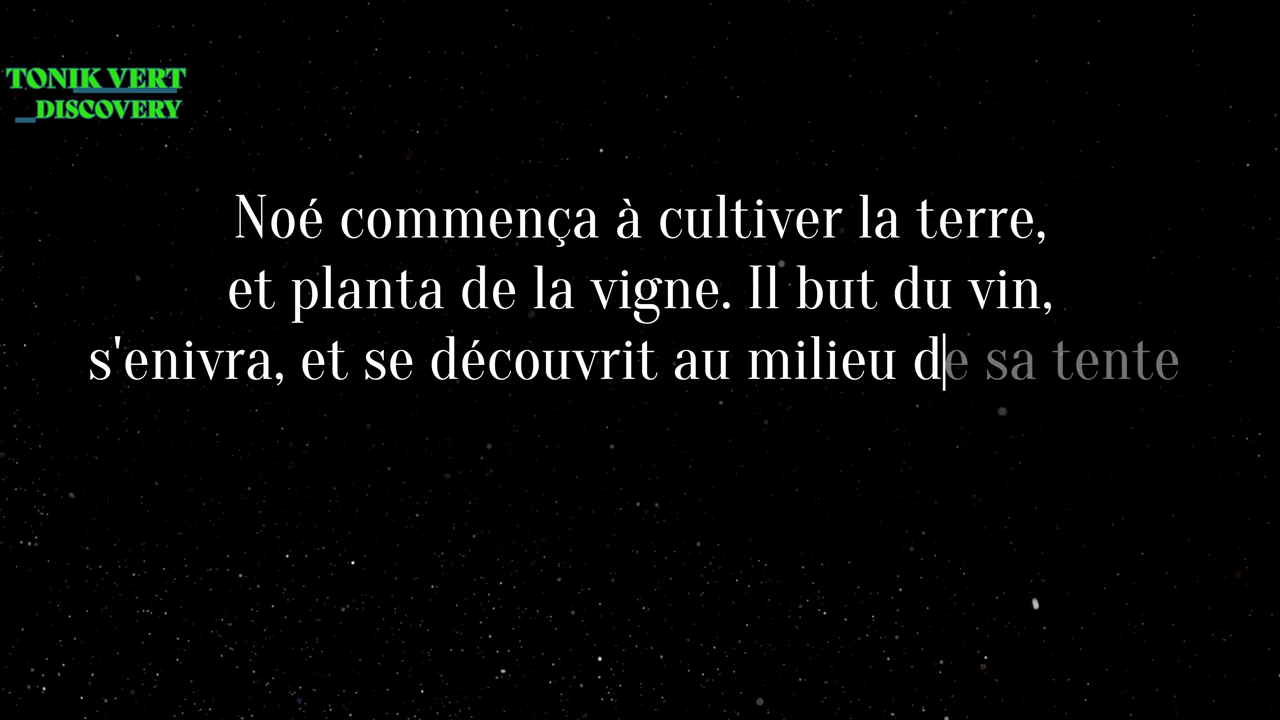 TONIK VERT
DISCOVERY
Noé commença à cultiver la terre,
et planta de la vigne. Il but du vin,
s'enivra, et se découvrit au milieu de sa tente